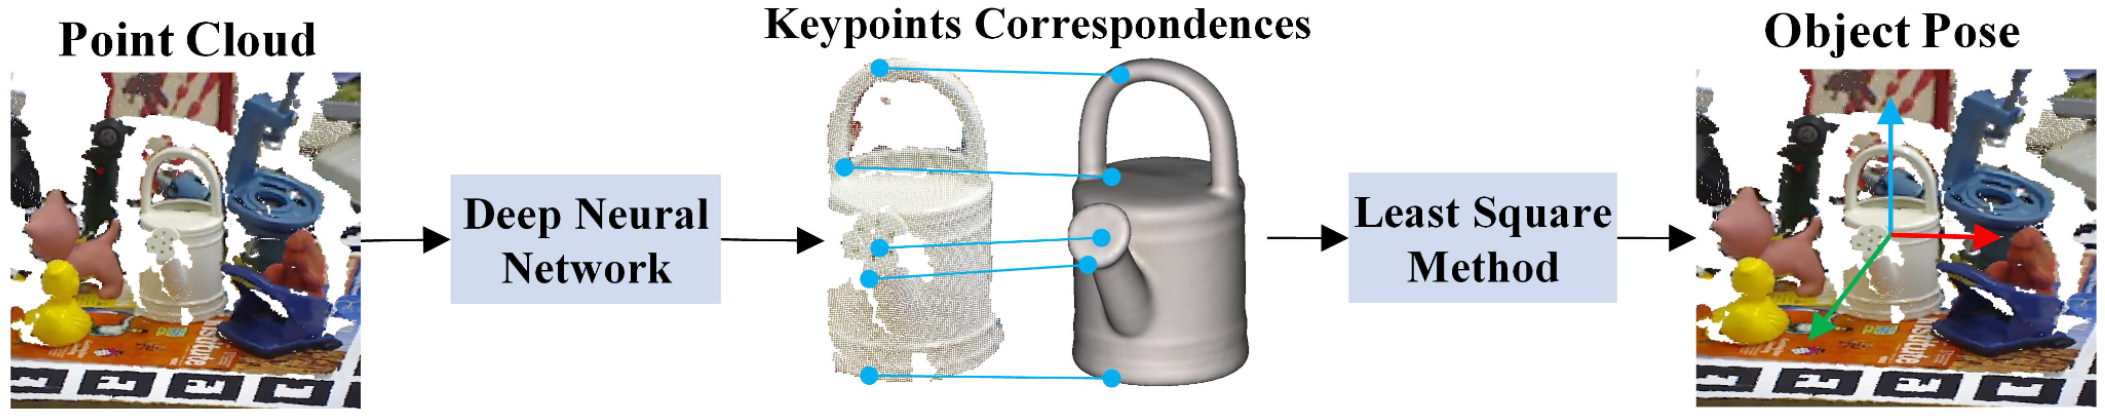 Point Cloud
Deep Neural
Network
Keypoints Correspondences
Least Square
Method
Object Pose